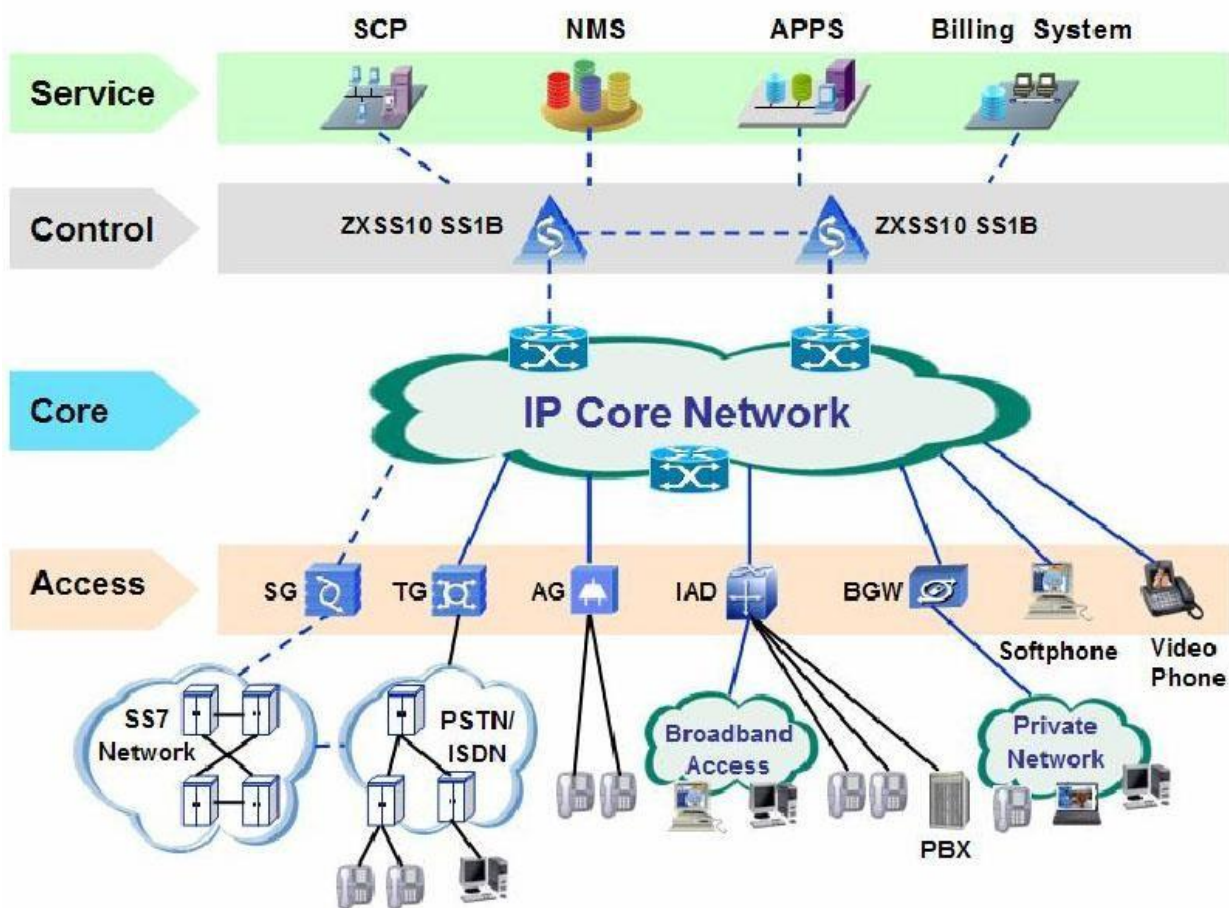 SCP
NMS
APPS
Billing System
Service
Control
ZXSS10 SS1B
ZXSS10 SS1B
Core
IP Core Network
Access
SG
TG
AG
IAD
BGW
Softphone
Video
Phone
SS7
Network
PSTN/
ISDN
Broadband
Access
Private
Network
PBX